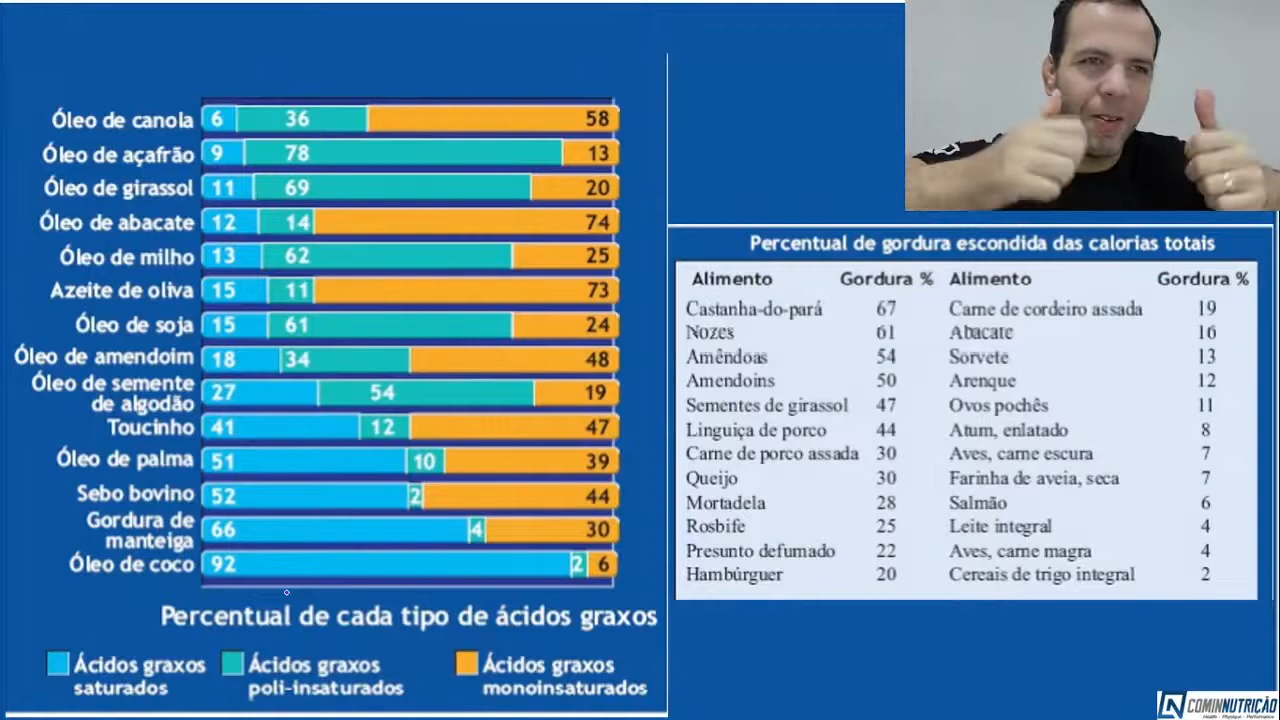 Óleo de canola 6 36 58
Óleo de açafrão 9 78 13
Óleo de girassol 11 69 20
Óleo de abacate 12 14 74
Óleo de milho 13 62 25
Azeite de oliva 15 11 73
Óleo de soja 15 61 24
Óleo de amendoim 18 34 48
Óleo de semente
de algodão 27 54 19
Toucinho 41 12 47
Óleo de palma 51 10 39
Sebo bovino 52 2 44
Gordura de
manteiga 66 4 30
Óleo de coco 92 2 6
Percentual de cada tipo de ácidos graxos
Ácidos graxos
saturados
Ácidos graxos
poli-insaturados
Ácidos graxos
monoinsaturados
Percentual de gordura escondida das calorias totais
Alimento Gordura % Alimento Gordura %
Castanha-do-pará 67 Carne de cordeiro assada 19
Nozes 61 Abacate 16
Amêndoas 54 Sorvete 13
Amendoins 50 Arenque 12
Sementes de girassol 47 Ovos pochês 11
Linguiça de porco 44 Atum, enlatado 8
Carne de porco assada 30 Aves, carne escura 7
Queijo 30 Farinha de aveia, seca 7
Mortadela 28 Salmão 6
Rosbife 25 Leite integral 4
Presunto defumado 22 Aves, carne magra 4
Hambúrguer 20 Cereais de trigo integral 2
COMINNUTRIÇÃO
Health - Physique - Performance